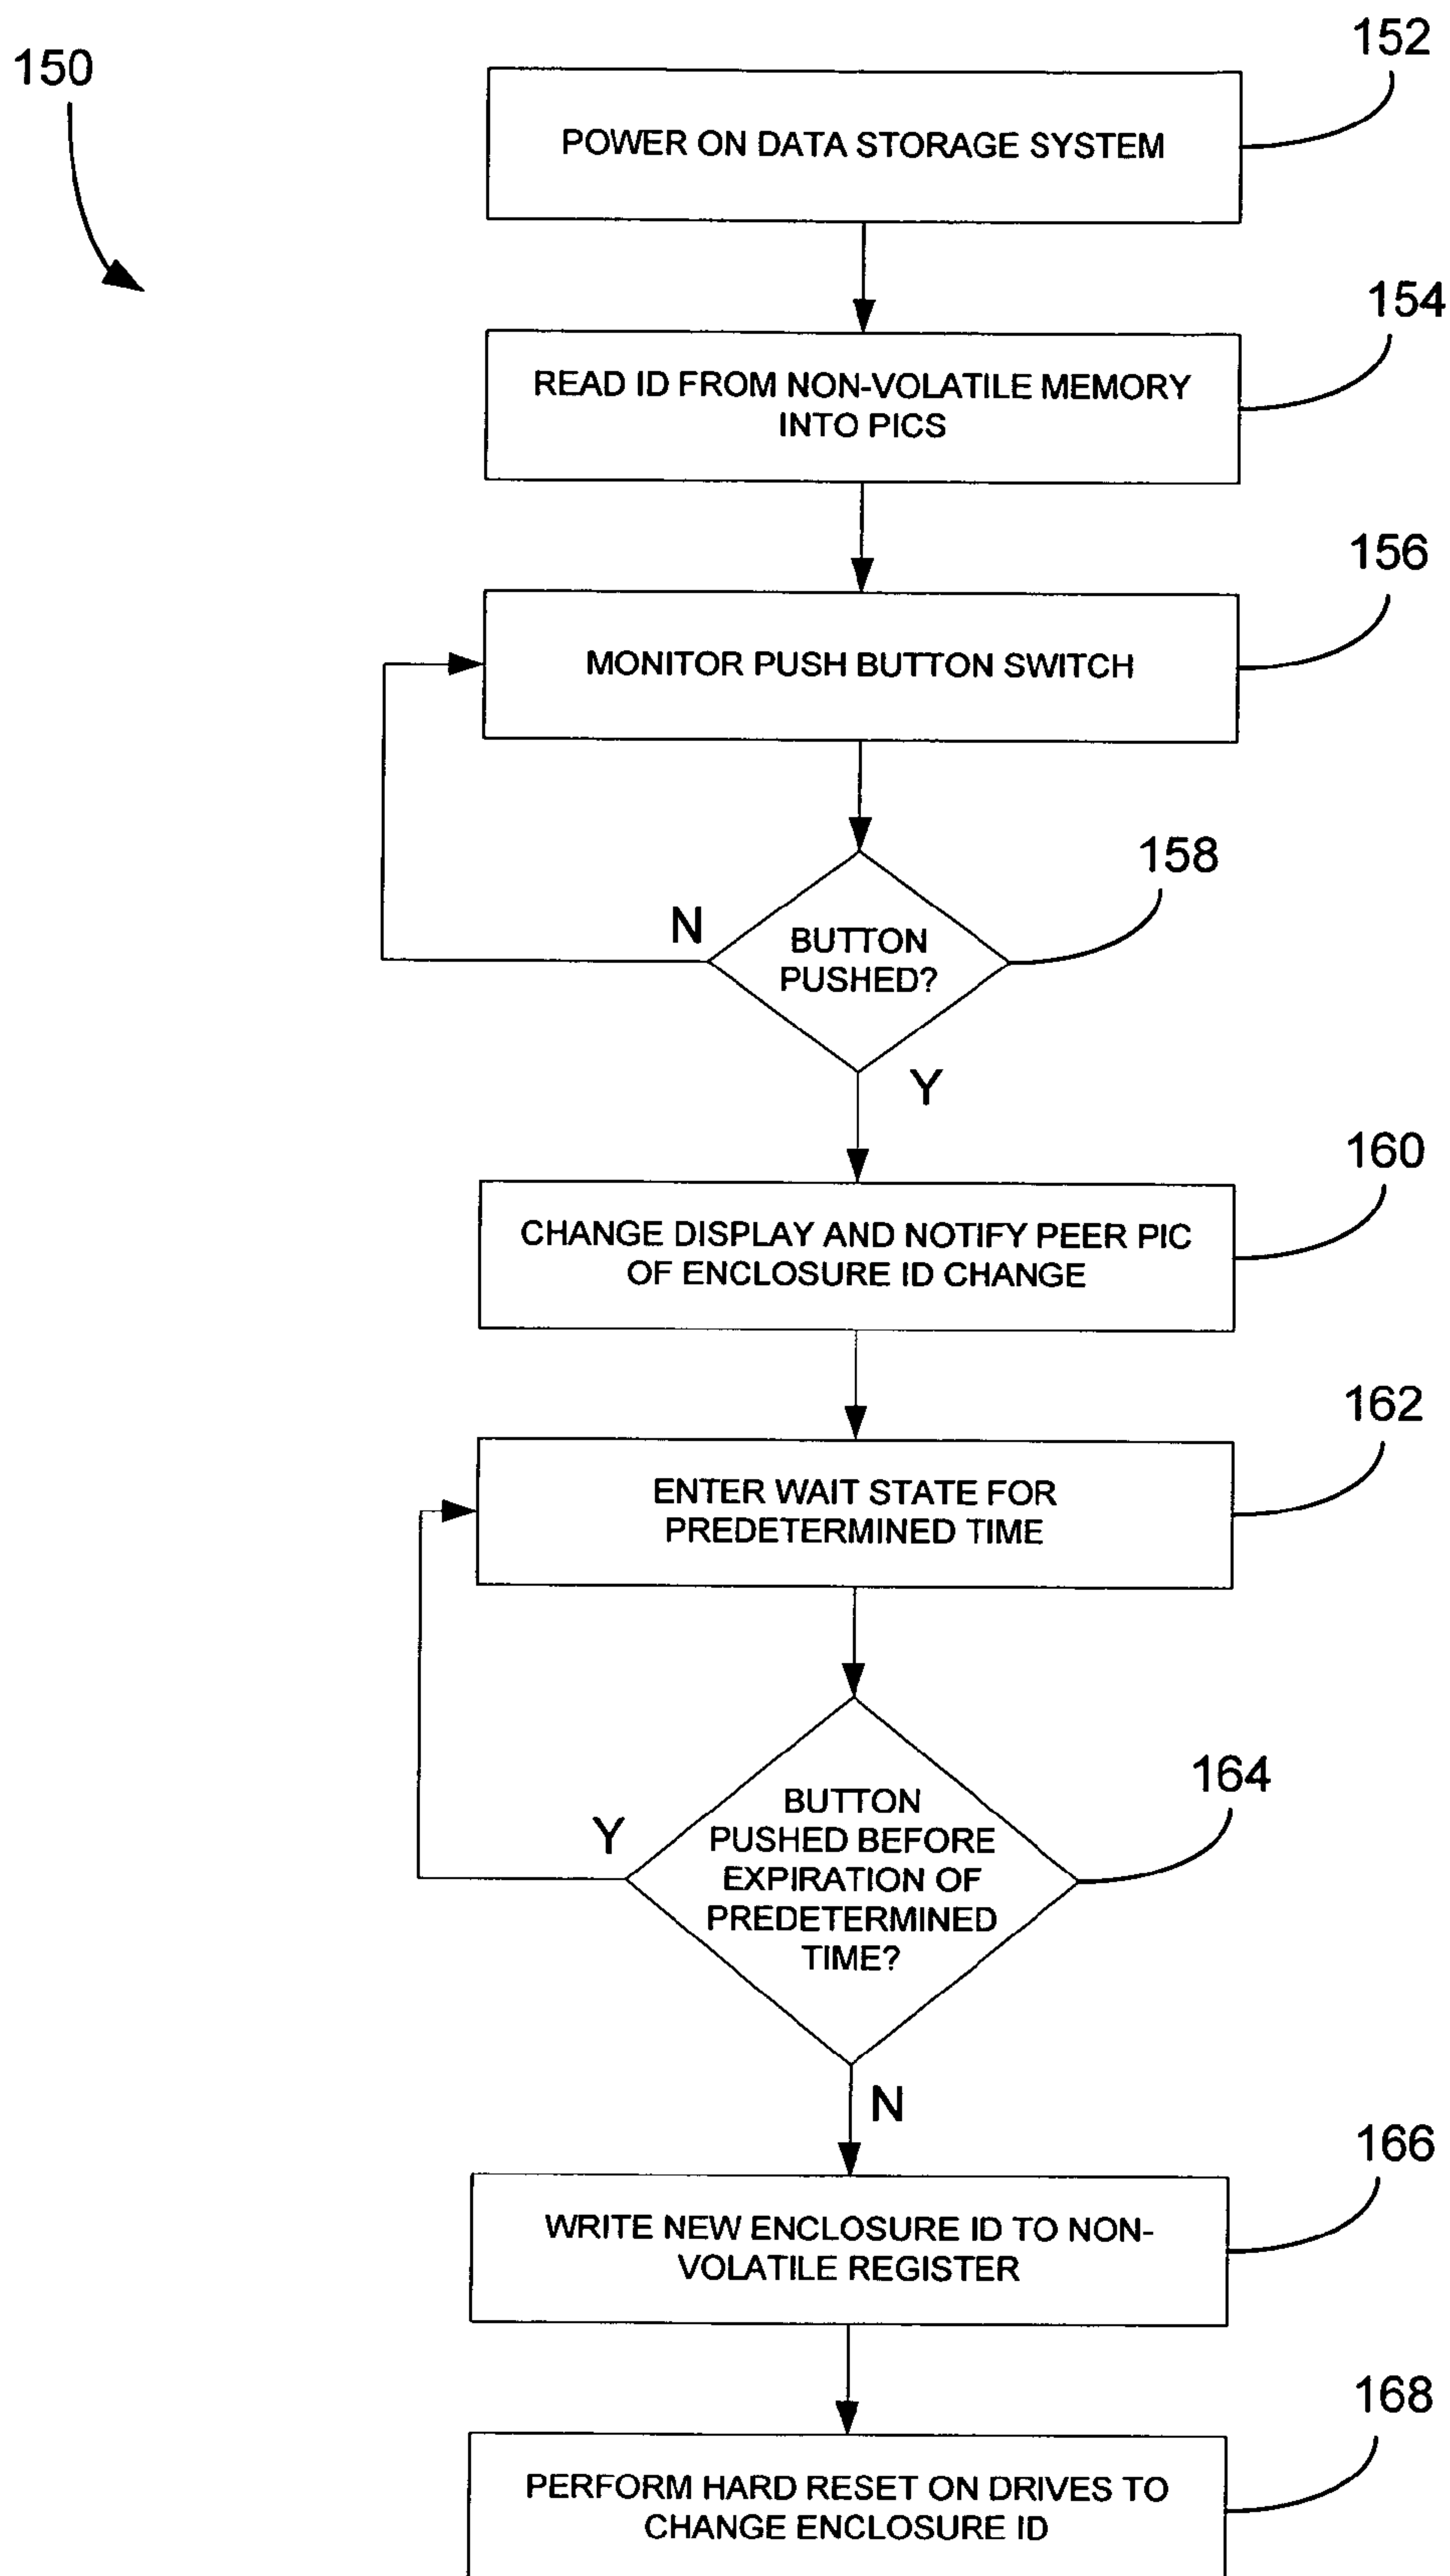 150
152
POWER ON DATA STORAGE SYSTEM
154
READ ID FROM NON-VOLATILE MEMORY
INTO PICS
156
MONITOR PUSH BUTTON SWITCH
158
N
BUTTON
PUSHED?
Y
160
CHANGE DISPLAY AND NOTIFY PEER PIC
OF ENCLOSURE ID CHANGE
162
ENTER WAIT STATE FOR
PREDETERMINED TIME
164
Y
BUTTON
PUSHED BEFORE
EXPIRATION OF
PREDETERMINED
TIME?
N
166
WRITE NEW ENCLOSURE ID TO NON-
VOLATILE REGISTER
168
PERFORM HARD RESET ON DRIVES TO
CHANGE ENCLOSURE ID